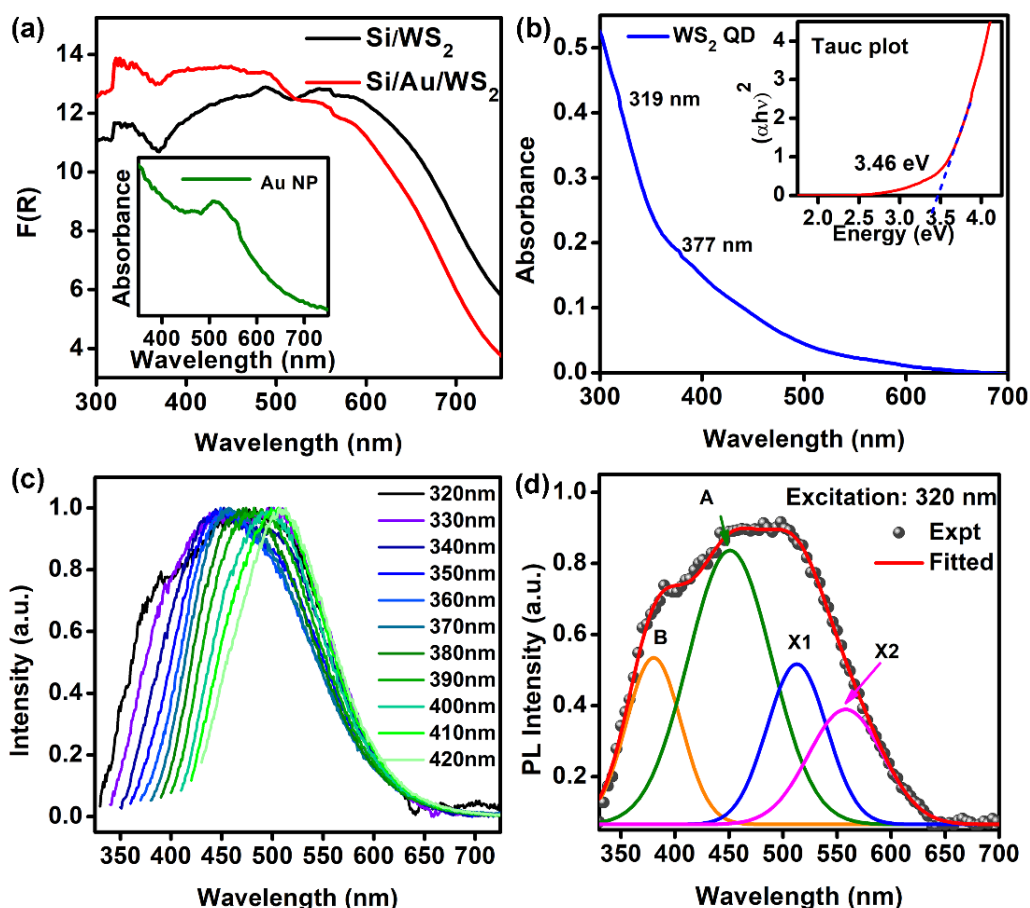 (a)
Si/WS₂
Si/Au/WS₂
14
12
10
8
6
4
F(R)
300 400 500 600 700
Wavelength (nm)
Au NP
Absorbance
400 500 600 700
Wavelength (nm)
(b)
WS₂ QD
0.5
0.4
0.3
0.2
0.1
0.0
Absorbance
319 nm
377 nm
300 400 500 600 700
Wavelength (nm)
Tauc plot
4
3
2
1
0
(αhν)²
3.46 eV
2.0 2.5 3.0 3.5 4.0
Energy (eV)
(c)
1.0
0.8
0.6
0.4
0.2
0.0
Intensity (a.u.)
320nm
330nm
340nm
350nm
360nm
370nm
380nm
390nm
400nm
410nm
420nm
350 400 450 500 550 600 650 700
Wavelength (nm)
(d)
Excitation: 320 nm
Expt
Fitted
1.0
0.8
0.6
0.4
0.2
PL Intensity (a.u.)
A
B
X1
X2
350 400 450 500 550 600 650 700
Wavelength (nm)